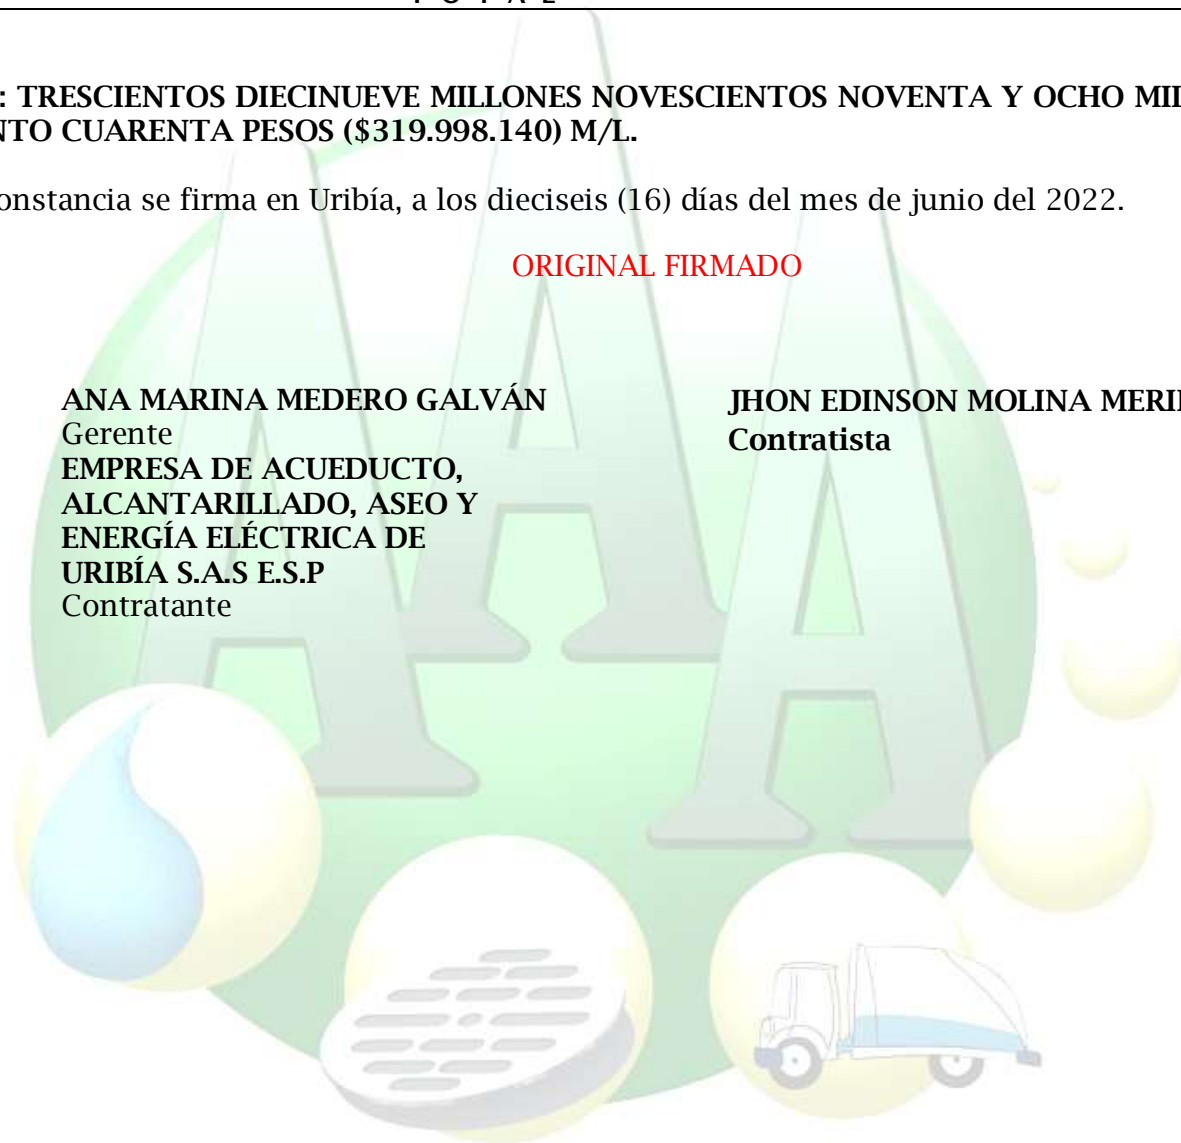 T O T A L
: TRESCIENTOS DIECINUEVE MILLONES NOVESCIENTOS NOVENTA Y OCHO MIL
NTO CUARENTA PESOS ($319.998.140) M/L.
onstancia se firma en Uribía, a los dieciseis (16) días del mes de junio del 2022.
ORIGINAL FIRMADO
ANA MARINA MEDERO GALVÁN
Gerente
EMPRESA DE ACUEDUCTO,
ALCANTARILLADO, ASEO Y
ENERGÍA ELÉCTRICA DE
URIBÍA S.A.S E.S.P
Contratante
JHON EDINSON MOLINA MERI
Contratista
AAA